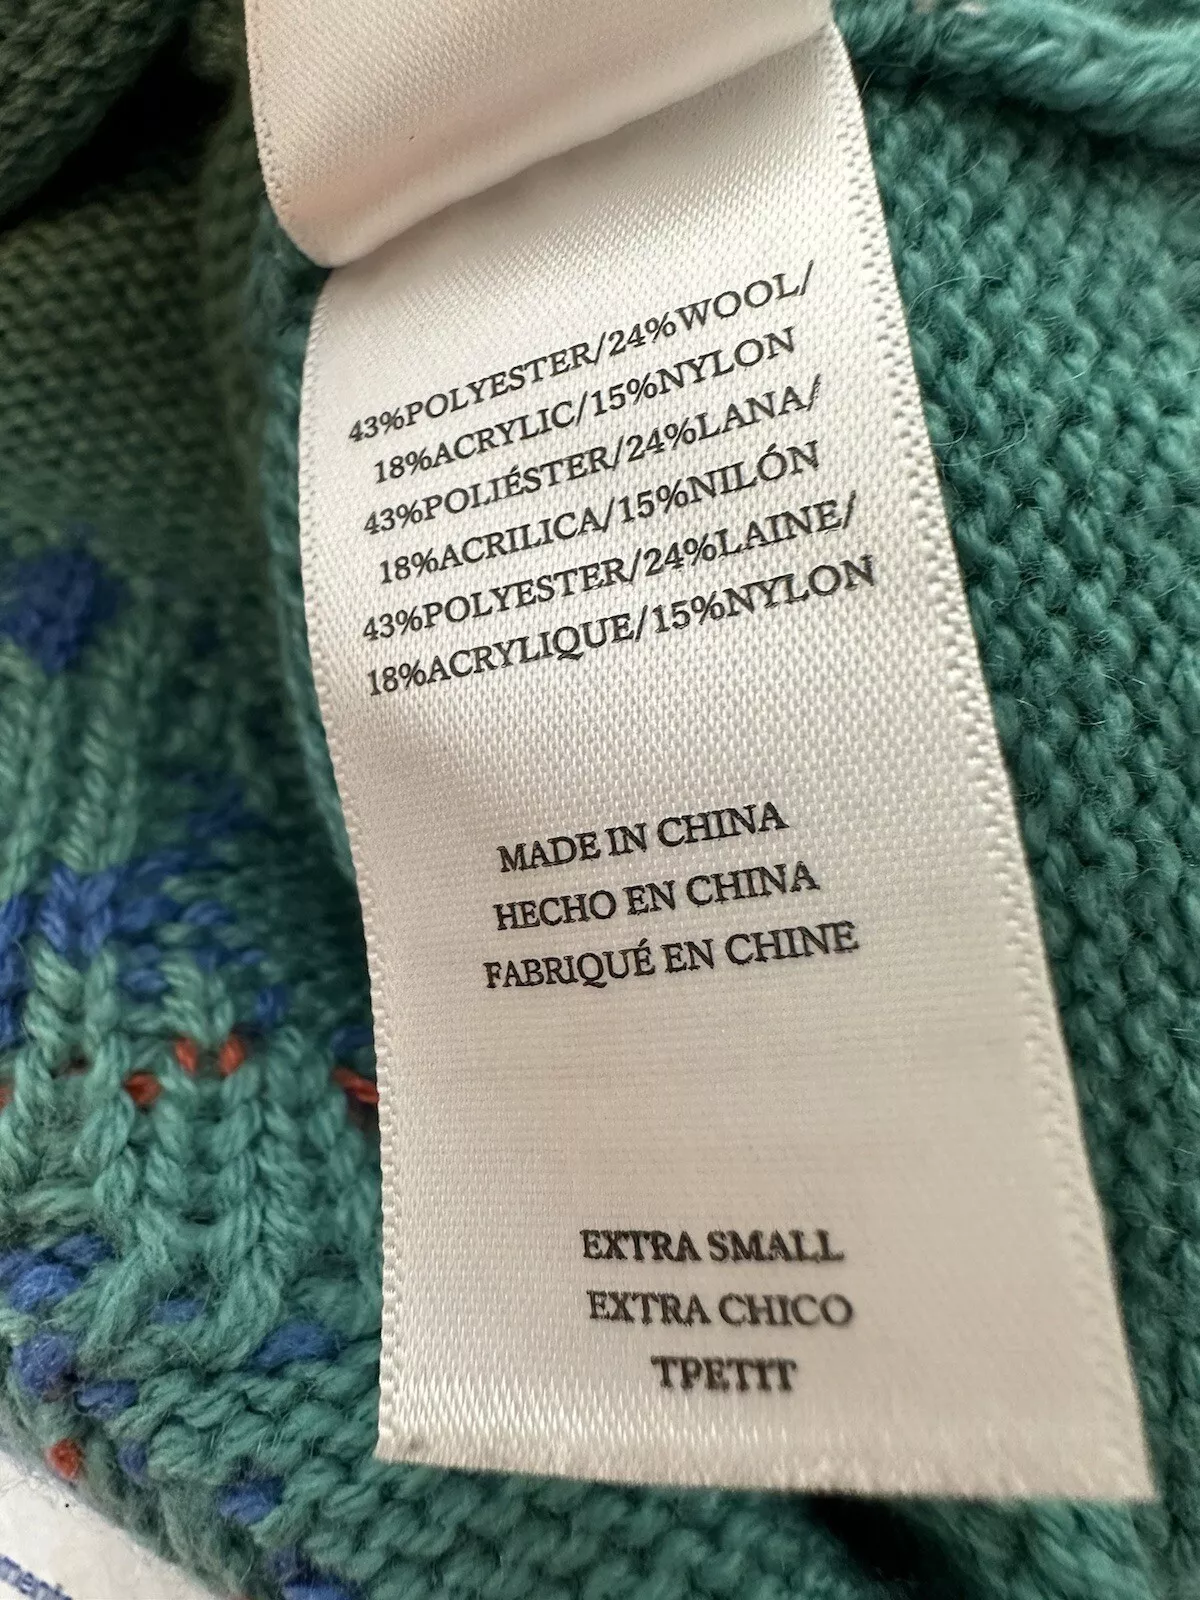 43%POLYESTER/24%WOOL/
18%ACRYLIC/15%NYLON
43%POLIÉSTER/24%LANA/
18%ACRILICA/15%NILÓN
43%POLYESTER/24%LAINE/
18%ACRYLIQUE/15%NYLON
MADE IN CHINA
HECHO EN CHINA
FABRIQUÉ EN CHINE
EXTRA SMALL
EXTRA CHICO
TPETIT